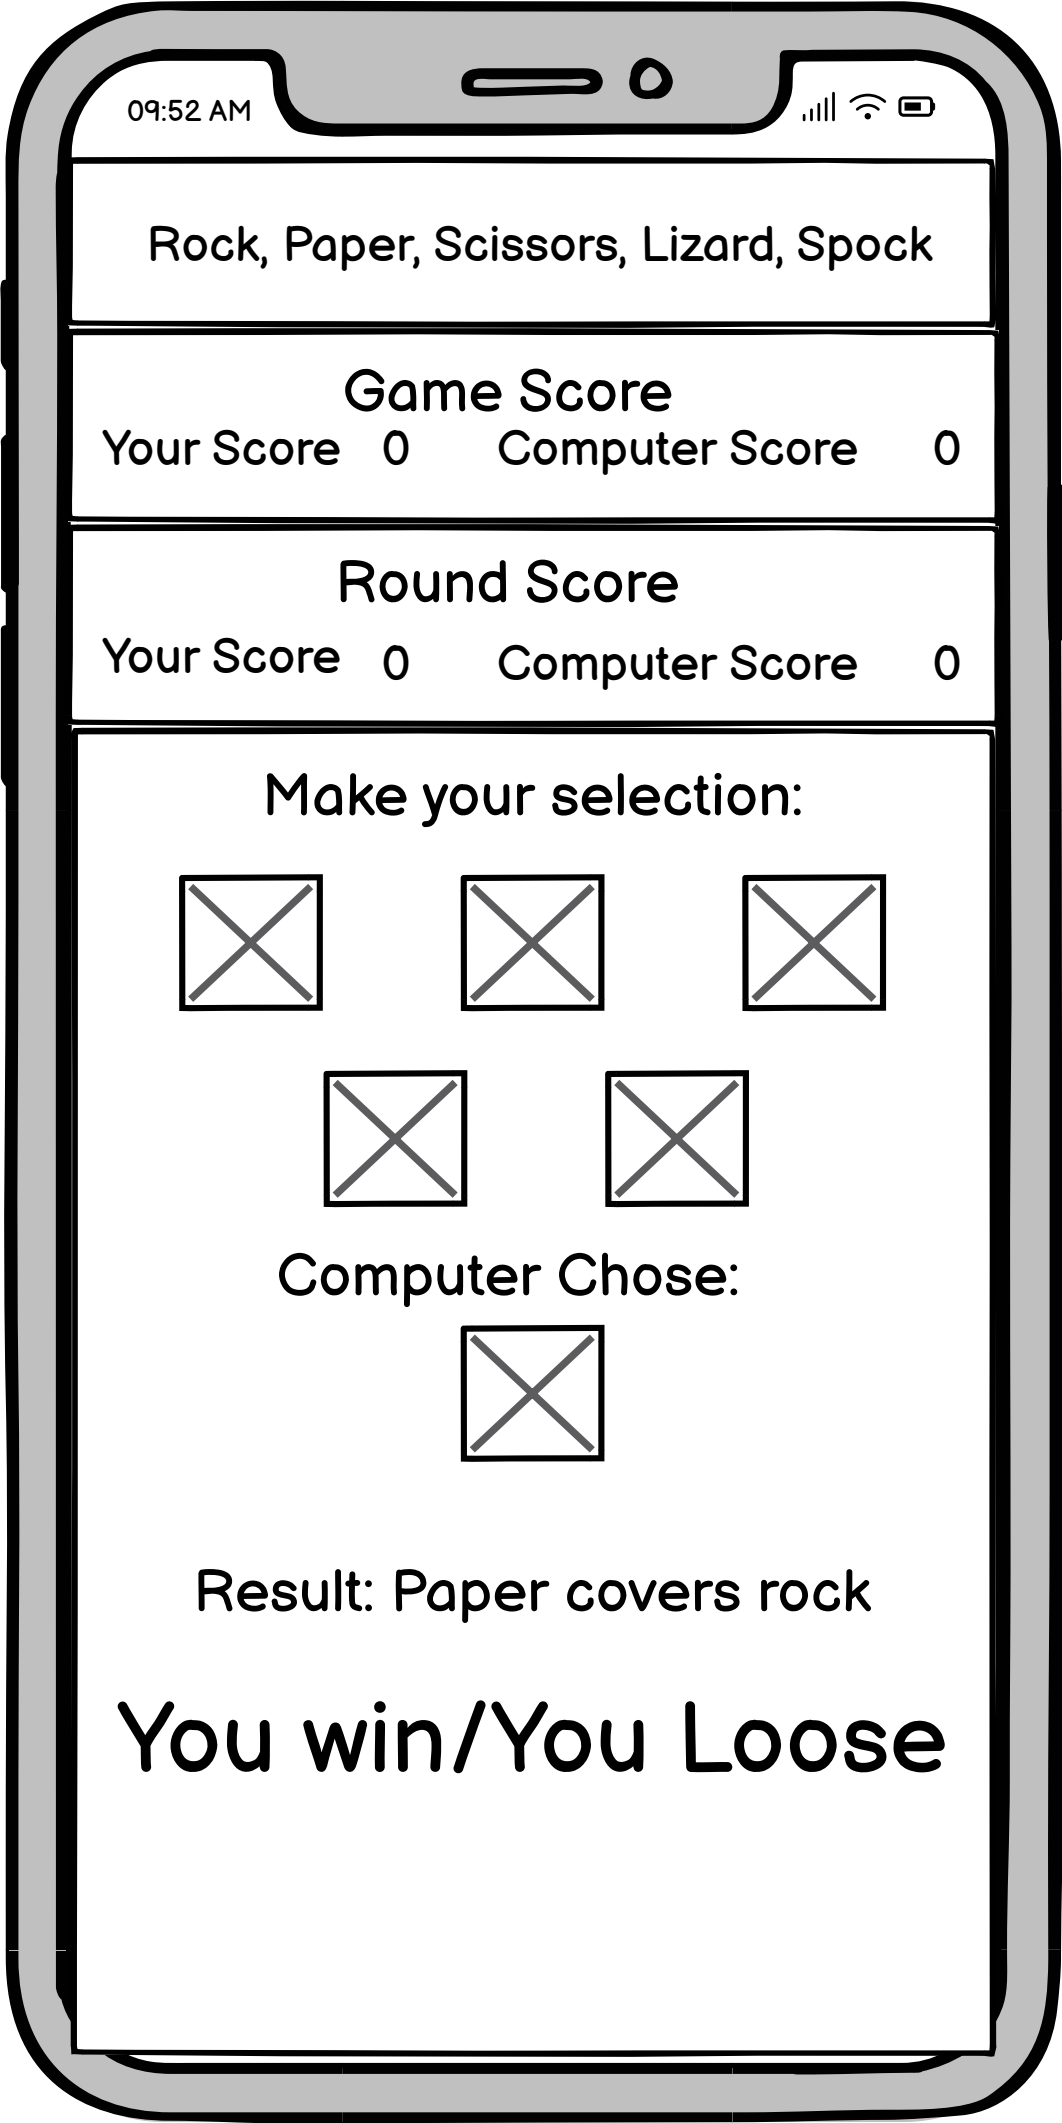 09:52 AM
Rock, Paper, Scissors, Lizard, Spock
Game Score
Your Score 0 Computer Score 0
Round Score
Your Score 0 Computer Score 0
Make your selection:
Computer Chose:
Result: Paper covers rock
You win/You Loose